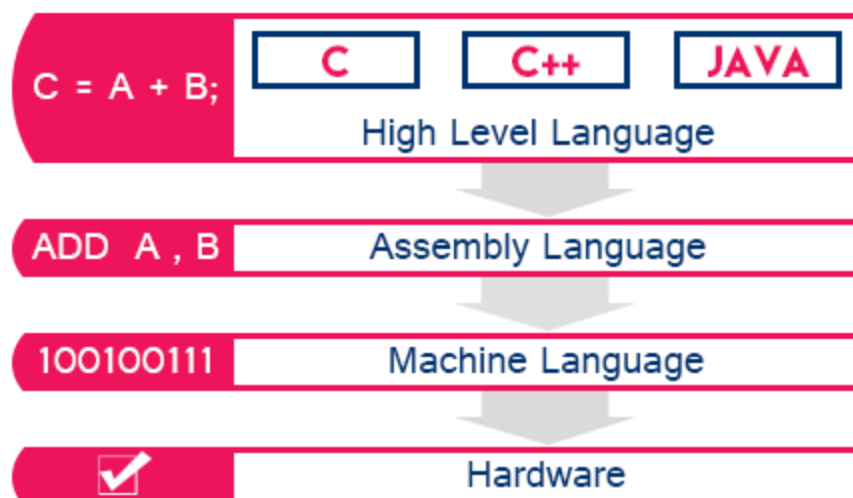 C = A + B;
C C++ JAVA
High Level Language
ADD A , B
Assembly Language
100100111
Machine Language
Hardware